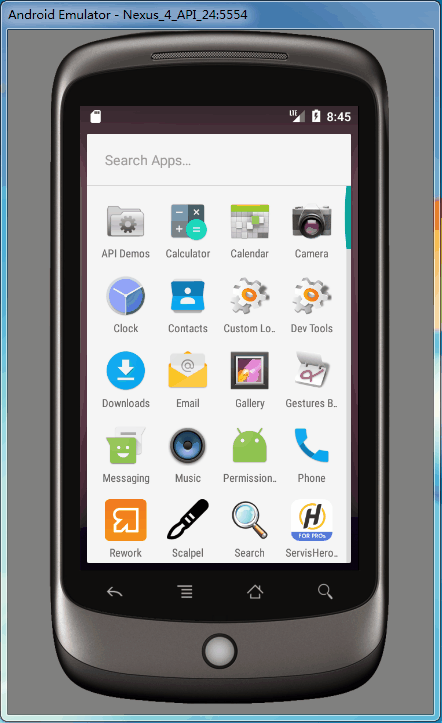 Android Emulator - Nexus_4_API_24:5554
LTE 8:45
Search Apps...
API Demos Calculator Calendar Camera
Clock Contacts Custom Lo.. Dev Tools
@
Downloads Email Gallery Gestures B..
Messaging Music Permission.. Phone
H
FOR PROs
Rework Scalpel Search ServisHero..